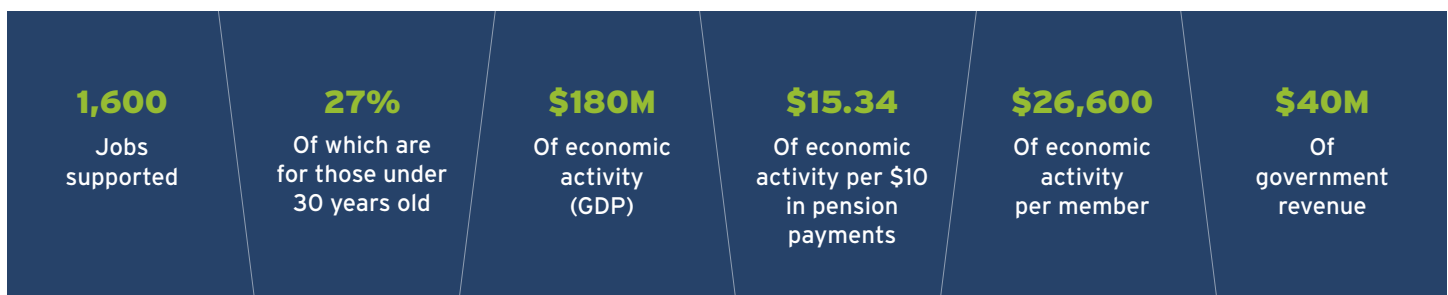 1,600
Jobs
supported
27%
Of which are
for those under
30 years old
$180M
Of economic
activity
(GDP)
$15.34
Of economic
activity per $10
in pension
payments
$26,600
Of economic
activity
per member
$40M
Of
government
revenue